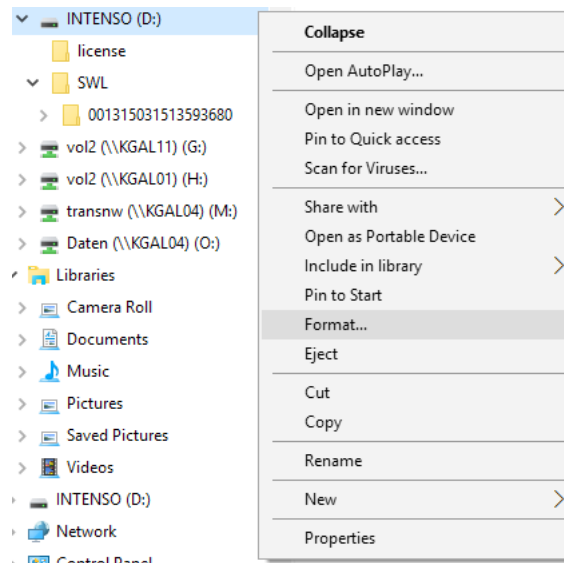 INTENSO (D:)
license
SWL
001315031513593680
vol2 (\\KGAL11) (G:)
vol2 (\\KGAL01) (H:)
transnw (\\KGAL04) (M:)
Daten (\\KGAL04) (O:)
Libraries
Camera Roll
Documents
Music
Pictures
Saved Pictures
Videos
INTENSO (D:)
Network
Control Panel
Collapse
Open AutoPlay...
Open in new window
Pin to Quick access
Scan for Viruses...
Share with
Open as Portable Device
Include in library
Pin to Start
Format...
Eject
Cut
Copy
Rename
New
Properties